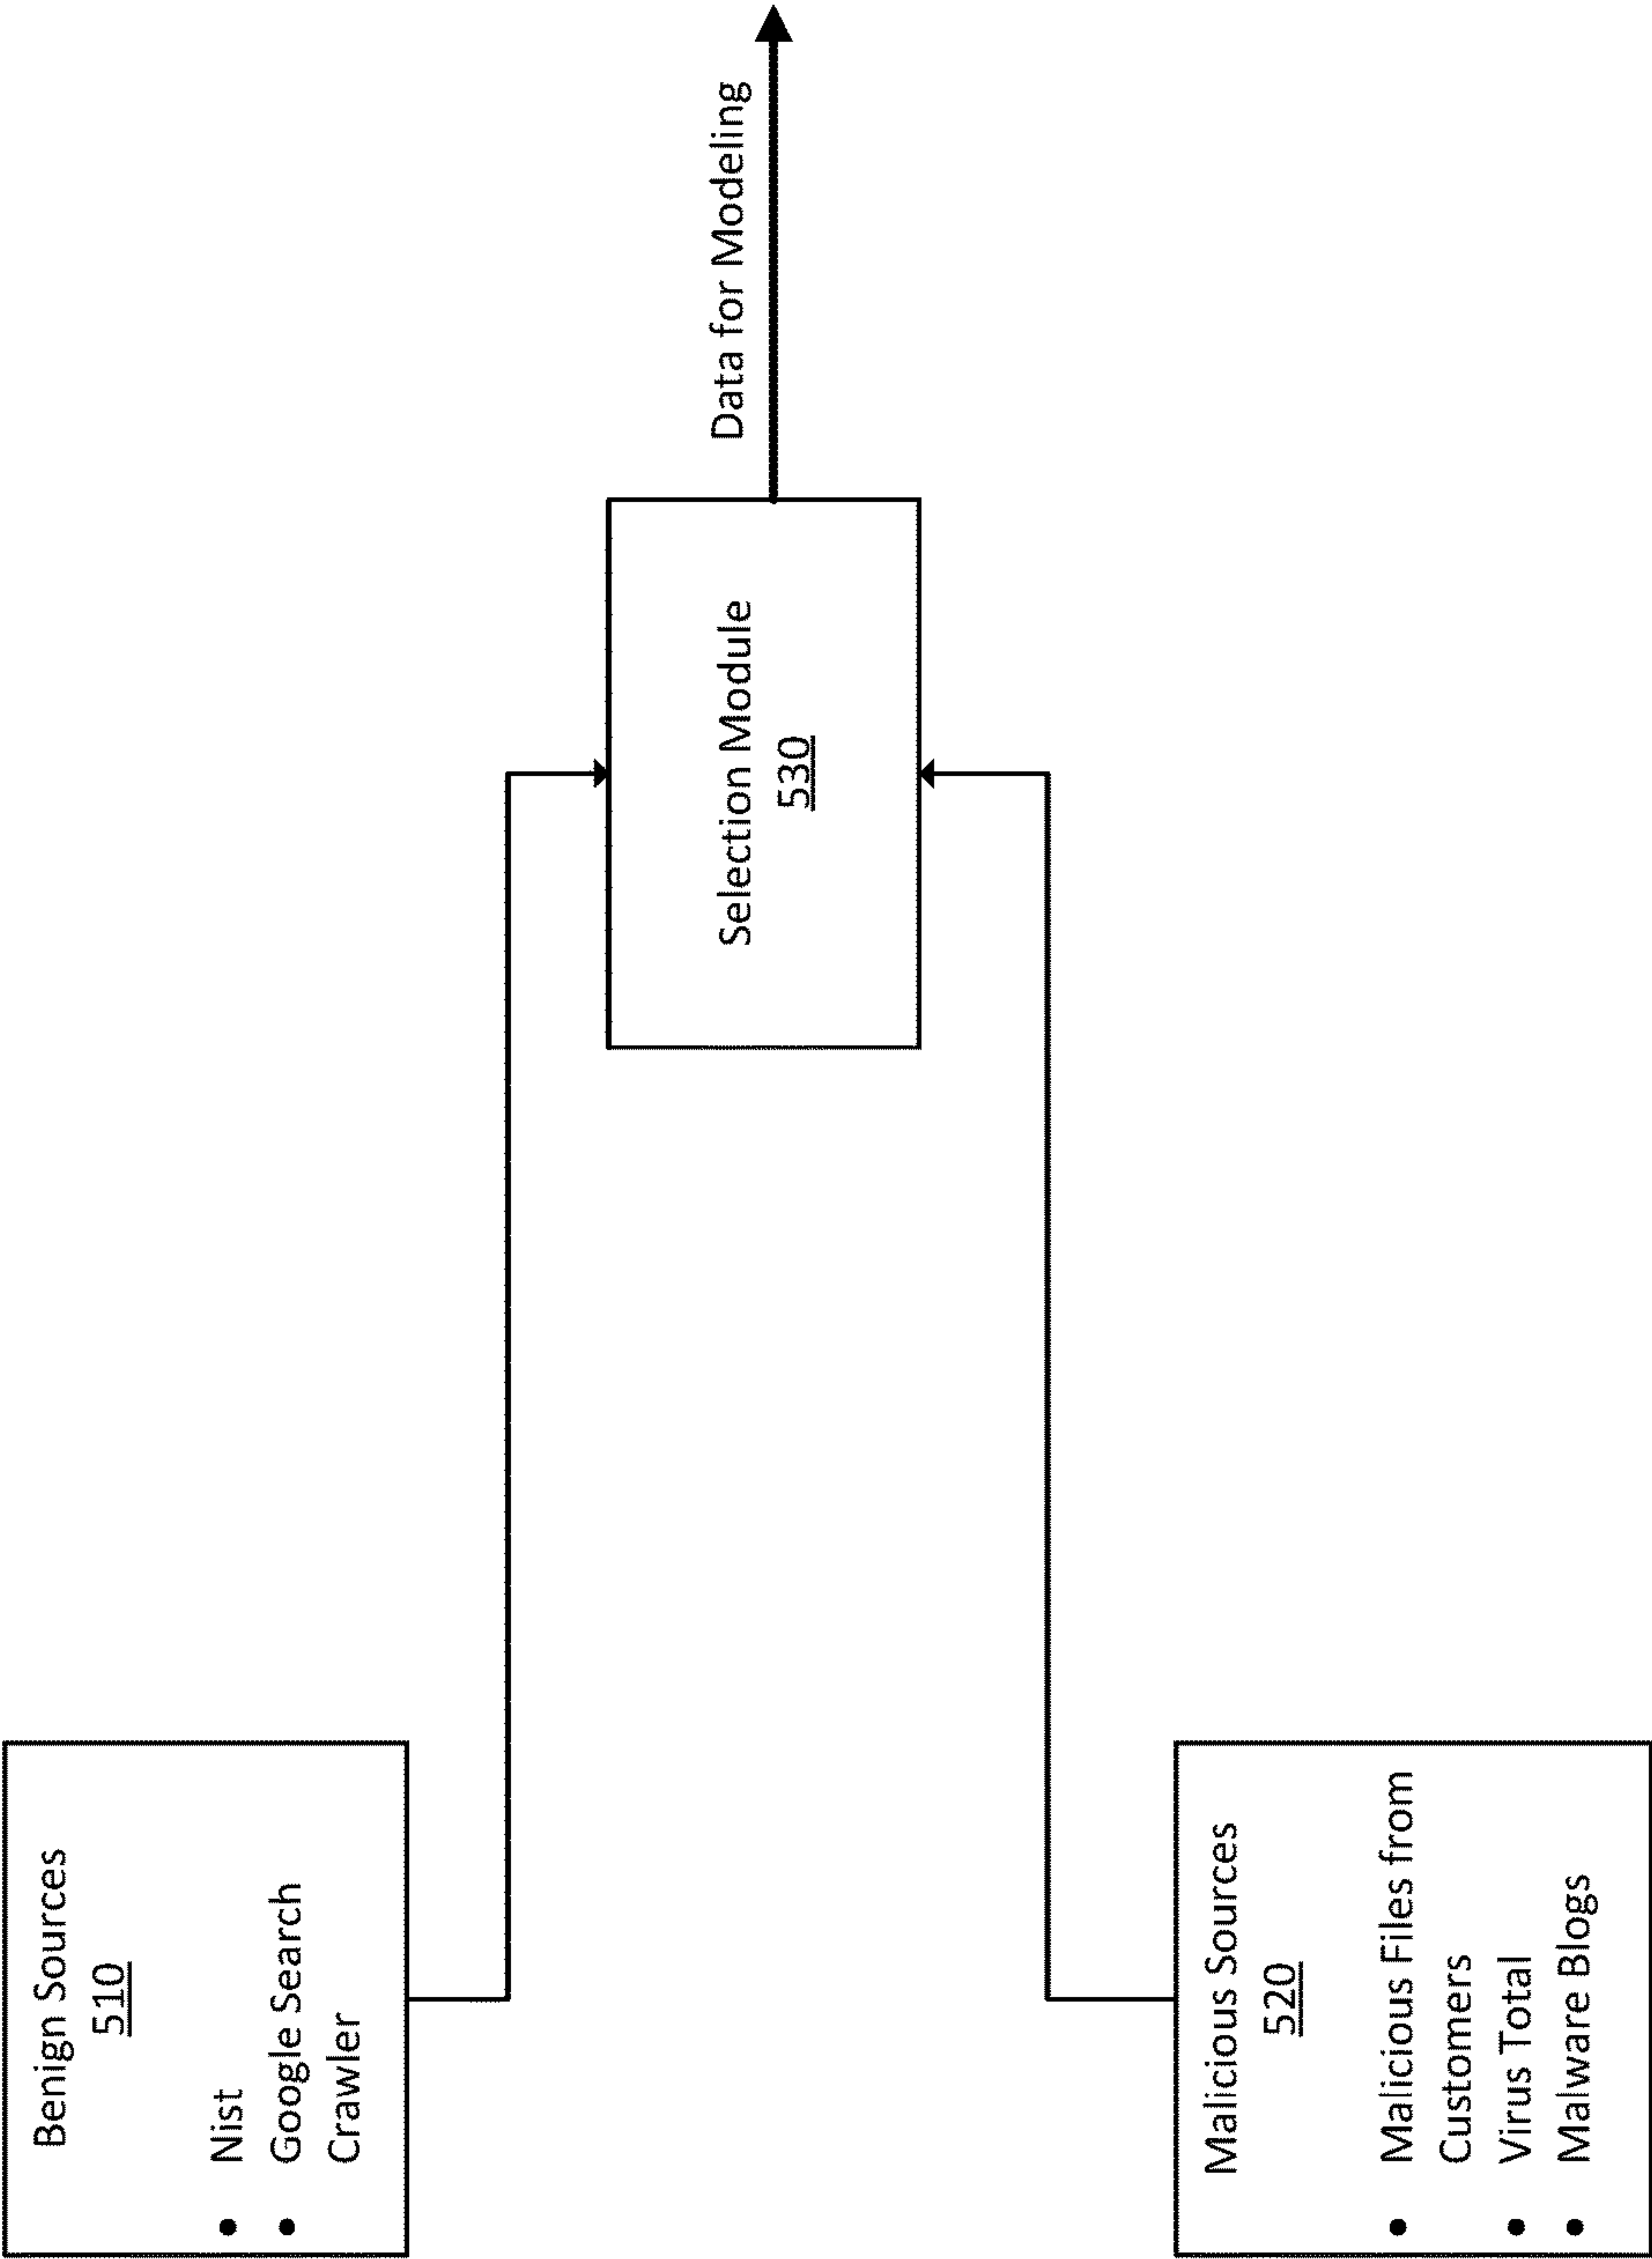 Benign Sources
510
• Nist
• Google Search
Crawler
Malicious Sources
520
• Malicious Files from
Customers
• Virus Total
• Malware Blogs
Selection Module
530
Data for Modeling